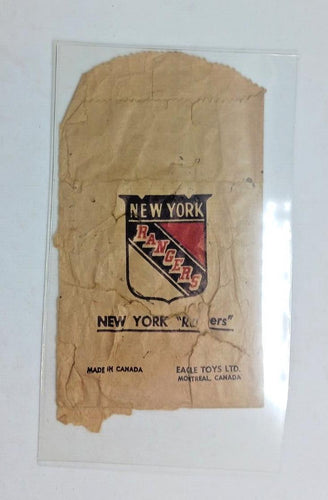 NEW YORK
RANGERS
NEW YORK "Rangers"
MADE IN CANADA
EAGLE TOYS LTD.
MONTREAL, CANADA